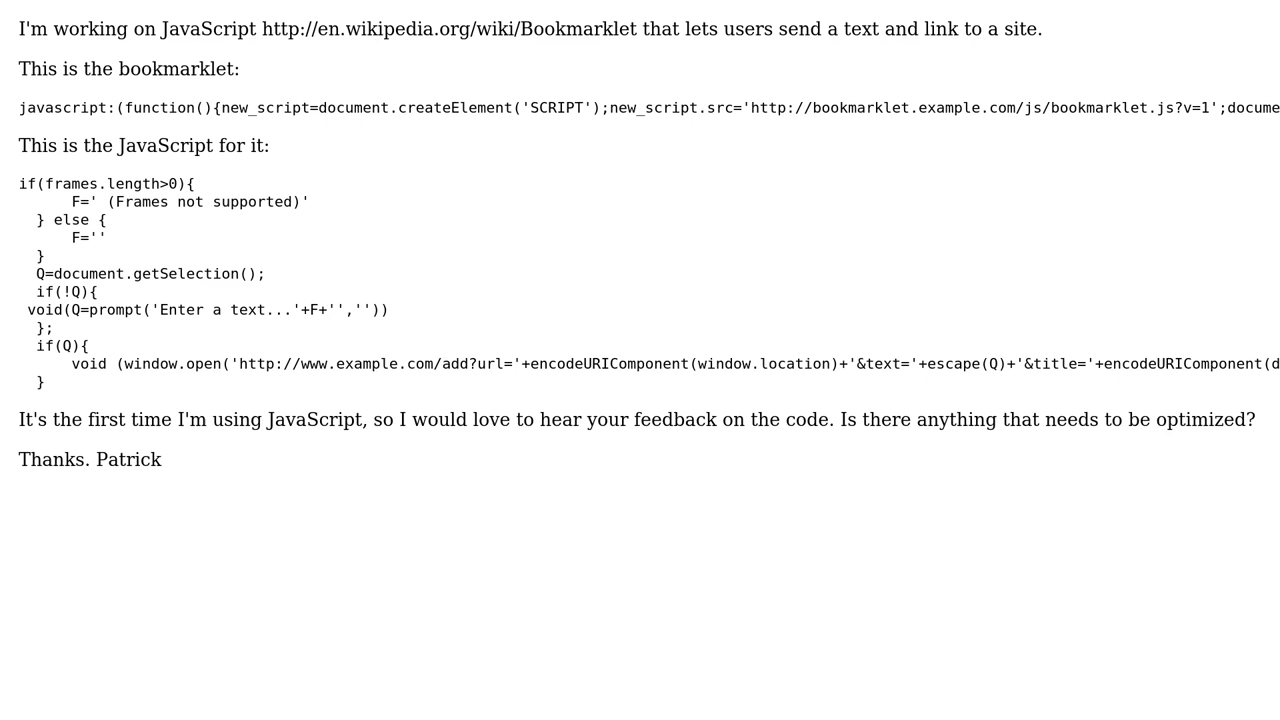 I'm working on JavaScript http://en.wikipedia.org/wiki/Bookmarklet that lets users send a text and link to a site.
This is the bookmarklet:
javascript:(function(){new_script=document.createElement('SCRIPT');new_script.src='http://bookmarklet.example.com/js/bookmarklet.js?v=1';docume
This is the JavaScript for it:
if(frames.length>0){
      F=' (Frames not supported)'
  } else {
      F=''
  }
  Q=document.getSelection();
  if(!Q){
 void(Q=prompt('Enter a text...'+F+'',''))
  };
  if(Q){
      void (window.open('http://www.example.com/add?url='+encodeURIComponent(window.location)+'&text='+escape(Q)+'&title='+encodeURIComponent(d
  }
It's the first time I'm using JavaScript, so I would love to hear your feedback on the code. Is there anything that needs to be optimized?
Thanks. Patrick